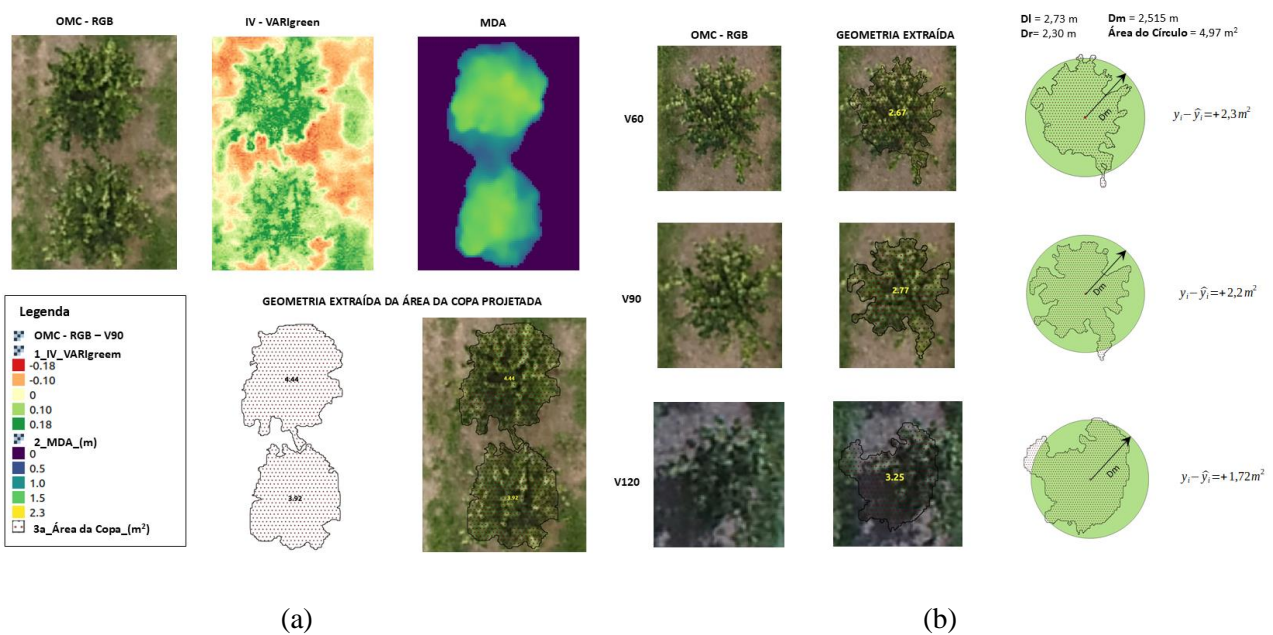 OMC - RGB
IV - VARIgreen
MDA
Legenda
OMC - RGB – V90
1_IV_VARIgreem
-0.18
-0.10
0
0.10
0.18
2_MDA_(m)
0
0.5
1.0
1.5
2.3
3a_Área da Copa_(m²)
GEOMETRIA EXTRAÍDA DA ÁREA DA COPA PROJETADA
4.44
3.92
4.44
3.92
(a)
OMC - RGB
GEOMETRIA EXTRAÍDA
Dl = 2,73 m
Dm = 2,515 m
Dr= 2,30 m
Área do Círculo = 4,97 m²
V60
2.67
Dm
yᵢ − ŷᵢ = +2,3 m²
V90
2.77
Dm
yᵢ − ŷᵢ = +2,2 m²
V120
3.25
Dm
yᵢ − ŷᵢ = +1,72 m²
(b)